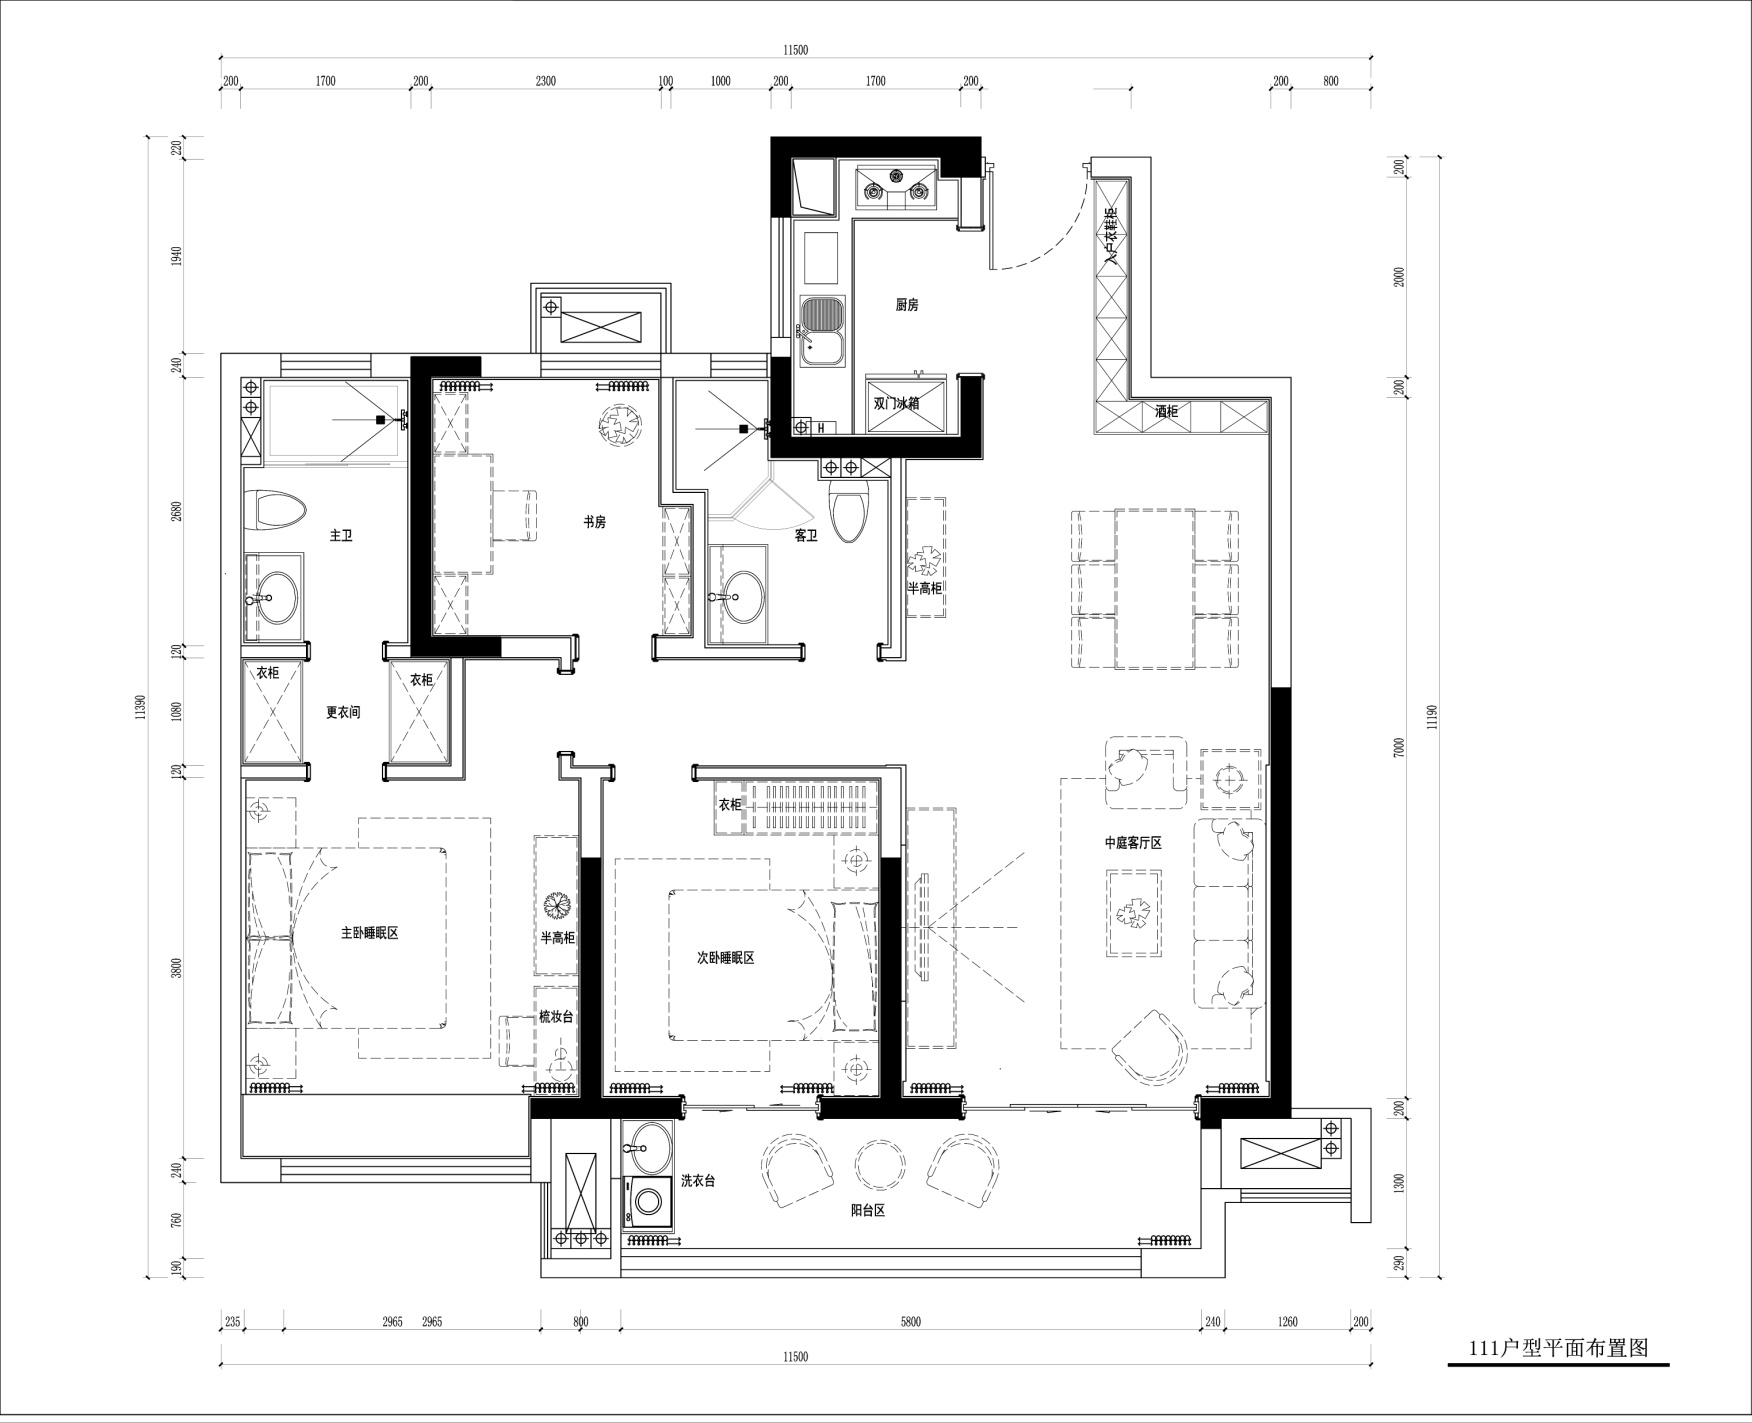 11500
200 1700 200 2300 100 1000 200 1700 200 200 800
220
1940
240
2680
120
1080
120
3800
240
760
190
11390
200
2000
200
7000
200
1300
290
11190
入户衣鞋柜
厨房
双门冰箱
H
酒柜
主卫
书房
客卫
半高柜
衣柜
衣柜
更衣间
衣柜
中庭客厅区
主卧睡眠区
半高柜
次卧睡眠区
梳妆台
洗衣台
阳台区
235 2965 2965 800 5800 240 1260 200
11500
111户型平面布置图